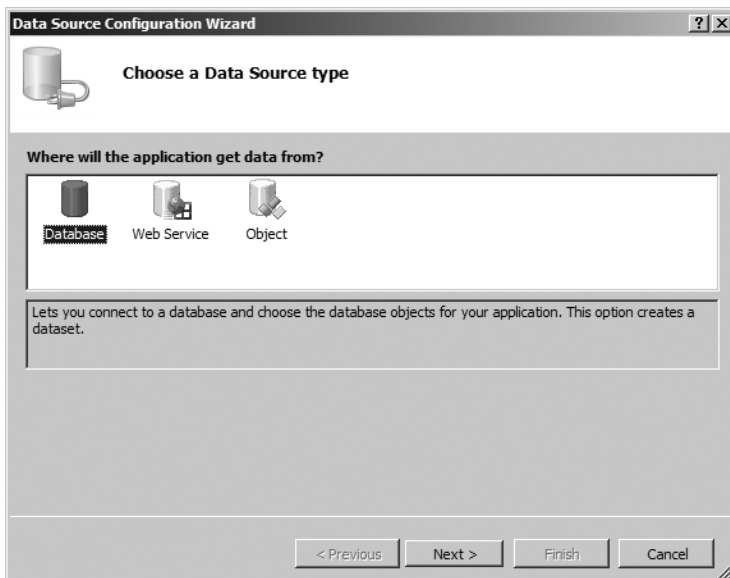 Data Source Configuration Wizard
Choose a Data Source type
Where will the application get data from?
Database Web Service Object
Lets you connect to a database and choose the database objects for your application. This option creates a
dataset.
< Previous Next > Finish Cancel